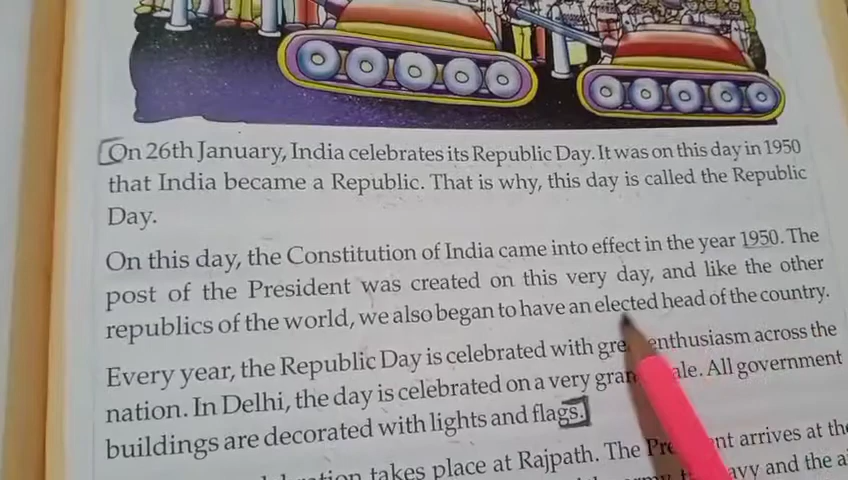 On 26th January, India celebrates its Republic Day. It was on this day in 1950
that India became a Republic. That is why, this day is called the Republic
Day.
On this day, the Constitution of India came into effect in the year 1950. The
post of the President was created on this very day, and like the other
republics of the world, we also began to have an elected head of the country.
Every year, the Republic Day is celebrated with enthusiasm across the
nation. In Delhi, the day is celebrated on a very All government
buildings are decorated with lights and flags.
takes place at Rajpath. The arrives at the
and the